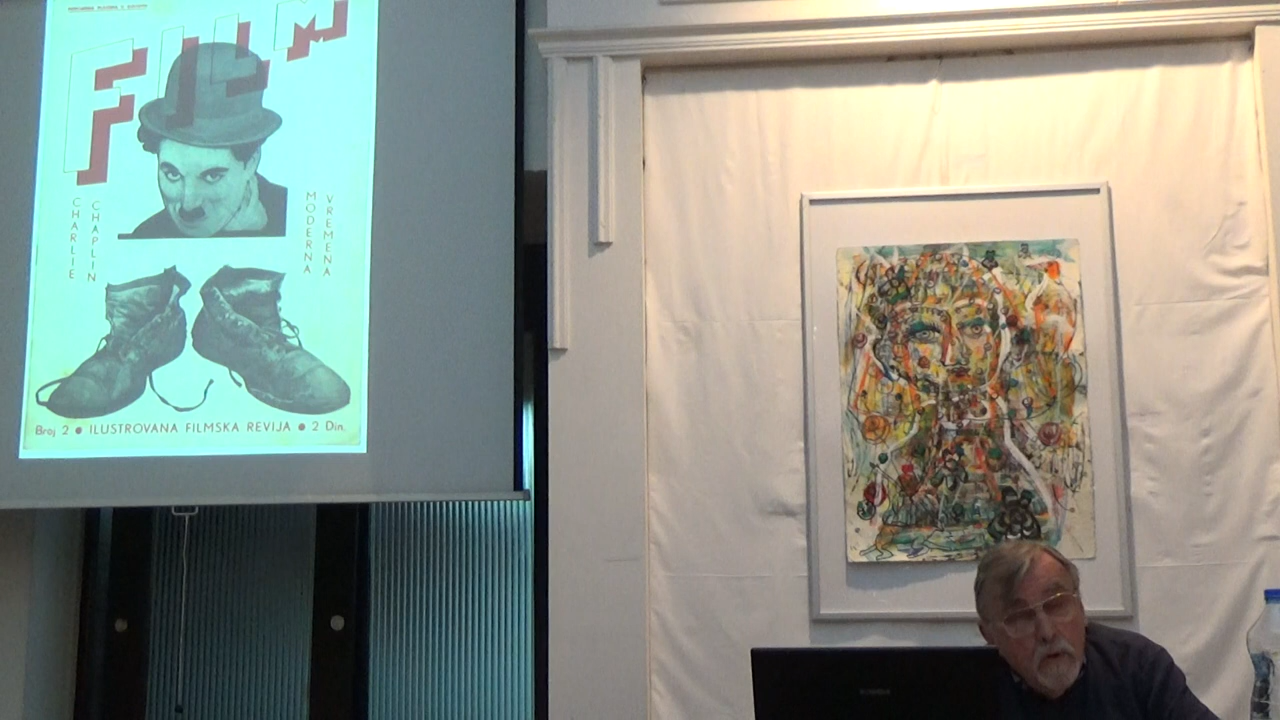 FILM
CHARLIE
CHAPLIN
MODERNA
VREMENA
Broj 2 ● ILUSTROVANA FILMSKA REVIJA ● 2 Din.